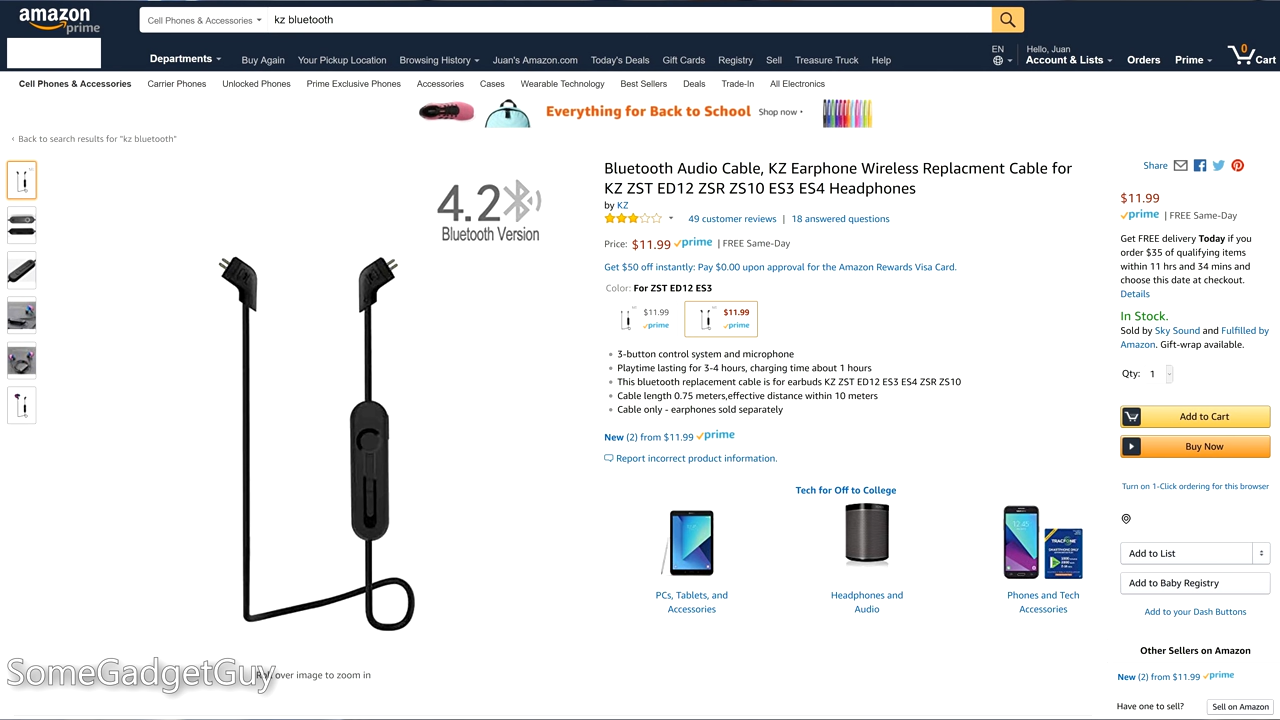 amazon
prime
Cell Phones & Accessories
kz bluetooth
Departments
Buy Again
Your Pickup Location
Browsing History
Juan's Amazon.com
Today's Deals
Gift Cards
Registry
Sell
Treasure Truck
Help
EN
Hello, Juan
Account & Lists
Orders
Prime
0
Cart
Cell Phones & Accessories
Carrier Phones
Unlocked Phones
Prime Exclusive Phones
Accessories
Cases
Wearable Technology
Best Sellers
Deals
Trade-In
All Electronics
Everything for Back to School
Shop now
‹ Back to search results for "kz bluetooth"
4.2
Bluetooth Version
Roll over image to zoom in
SomeGadgetGuy
Bluetooth Audio Cable, KZ Earphone Wireless Replacment Cable for
KZ ZST ED12 ZSR ZS10 ES3 ES4 Headphones
by KZ
49 customer reviews | 18 answered questions
Price: $11.99 prime | FREE Same-Day
Get $50 off instantly: Pay $0.00 upon approval for the Amazon Rewards Visa Card.
Color: For ZST ED12 ES3
$11.99
prime
$11.99
prime
3-button control system and microphone
Playtime lasting for 3-4 hours, charging time about 1 hours
This bluetooth replacement cable is for earbuds KZ ZST ED12 ES3 ES4 ZSR ZS10
Cable length 0.75 meters,effective distance within 10 meters
Cable only - earphones sold separately
New (2) from $11.99 prime
Report incorrect product information.
Tech for Off to College
12:45
TRACFONE
PCs, Tablets, and
Accessories
Headphones and
Audio
Phones and Tech
Accessories
Share
$11.99
prime | FREE Same-Day
Get FREE delivery Today if you
order $35 of qualifying items
within 11 hrs and 34 mins and
choose this date at checkout.
Details
In Stock.
Sold by Sky Sound and Fulfilled by
Amazon. Gift-wrap available.
Qty: 1
Add to Cart
Buy Now
Turn on 1-Click ordering for this browser
Add to List
Add to Baby Registry
Add to your Dash Buttons
Other Sellers on Amazon
New (2) from $11.99 prime
Have one to sell?
Sell on Amazon